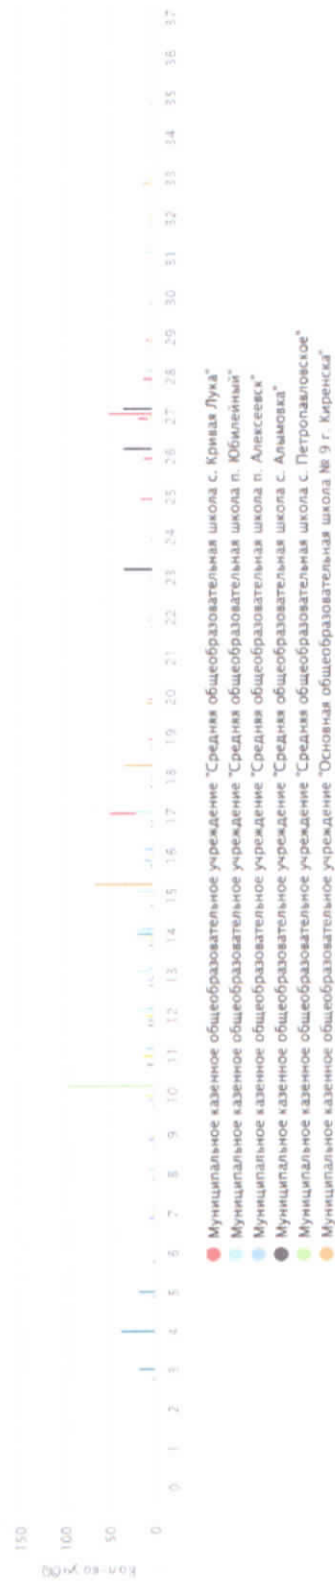 Кол-во уч(%)
150
100
50
0
0 1 2 3 4 5 6 7 8 9 10 11 12 13 14 15 16 17 18 19 20 21 22 23 24 25 26 27 28 29 30 31 32 33 34 35 36 37
Муниципальное казенное общеобразовательное учреждение "Средняя общеобразовательная школа с. Кривая Лука"
Муниципальное казенное общеобразовательное учреждение "Средняя общеобразовательная школа п. Юбилейный"
Муниципальное казенное общеобразовательное учреждение "Средняя общеобразовательная школа п. Алексеевск"
Муниципальное казенное общеобразовательное учреждение "Средняя общеобразовательная школа с. Алымовка"
Муниципальное казенное общеобразовательное учреждение "Средняя общеобразовательная школа с. Петропавловское"
Муниципальное казенное общеобразовательное учреждение "Основная общеобразовательная школа № 9 г. Киренска"